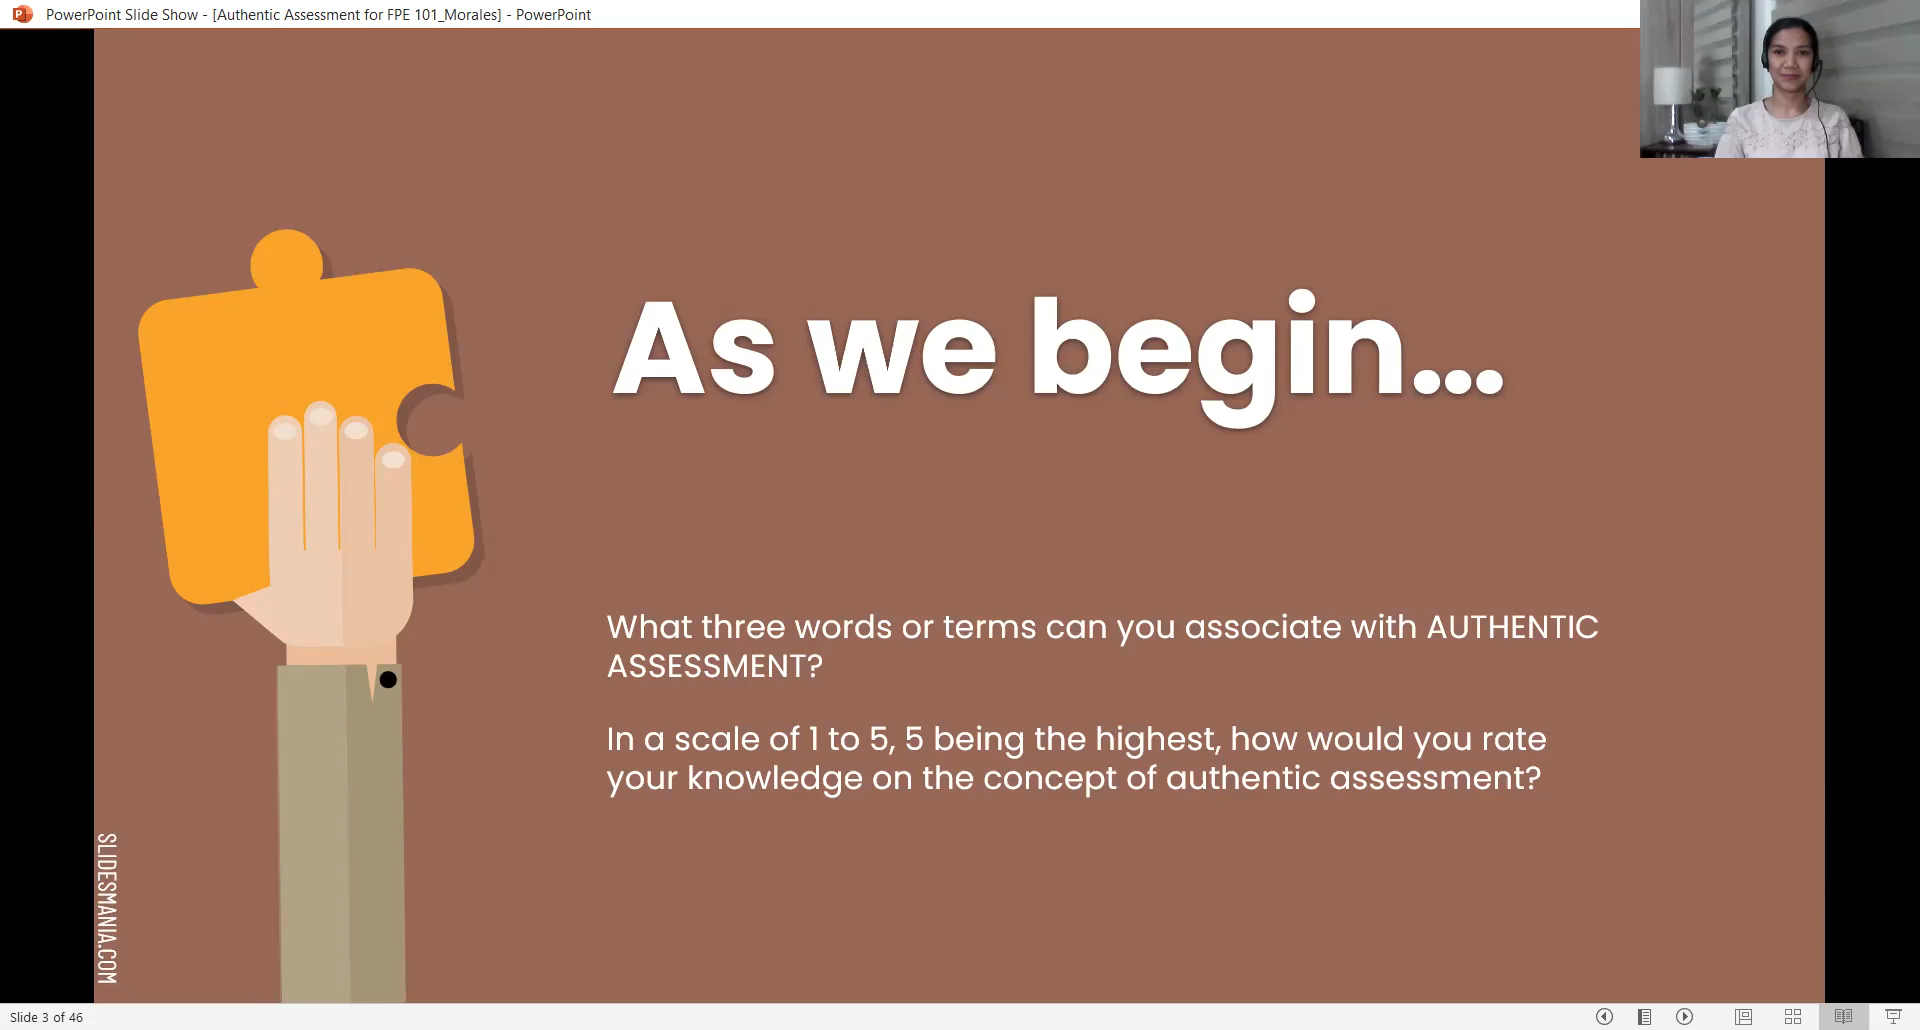 PowerPoint Slide Show - [Authentic Assessment for FPE 101_Morales] - PowerPoint
As we begin...
What three words or terms can you associate with AUTHENTIC
ASSESSMENT?
In a scale of 1 to 5, 5 being the highest, how would you rate
your knowledge on the concept of authentic assessment?
SLIDESMANIA.COM
Slide 3 of 46